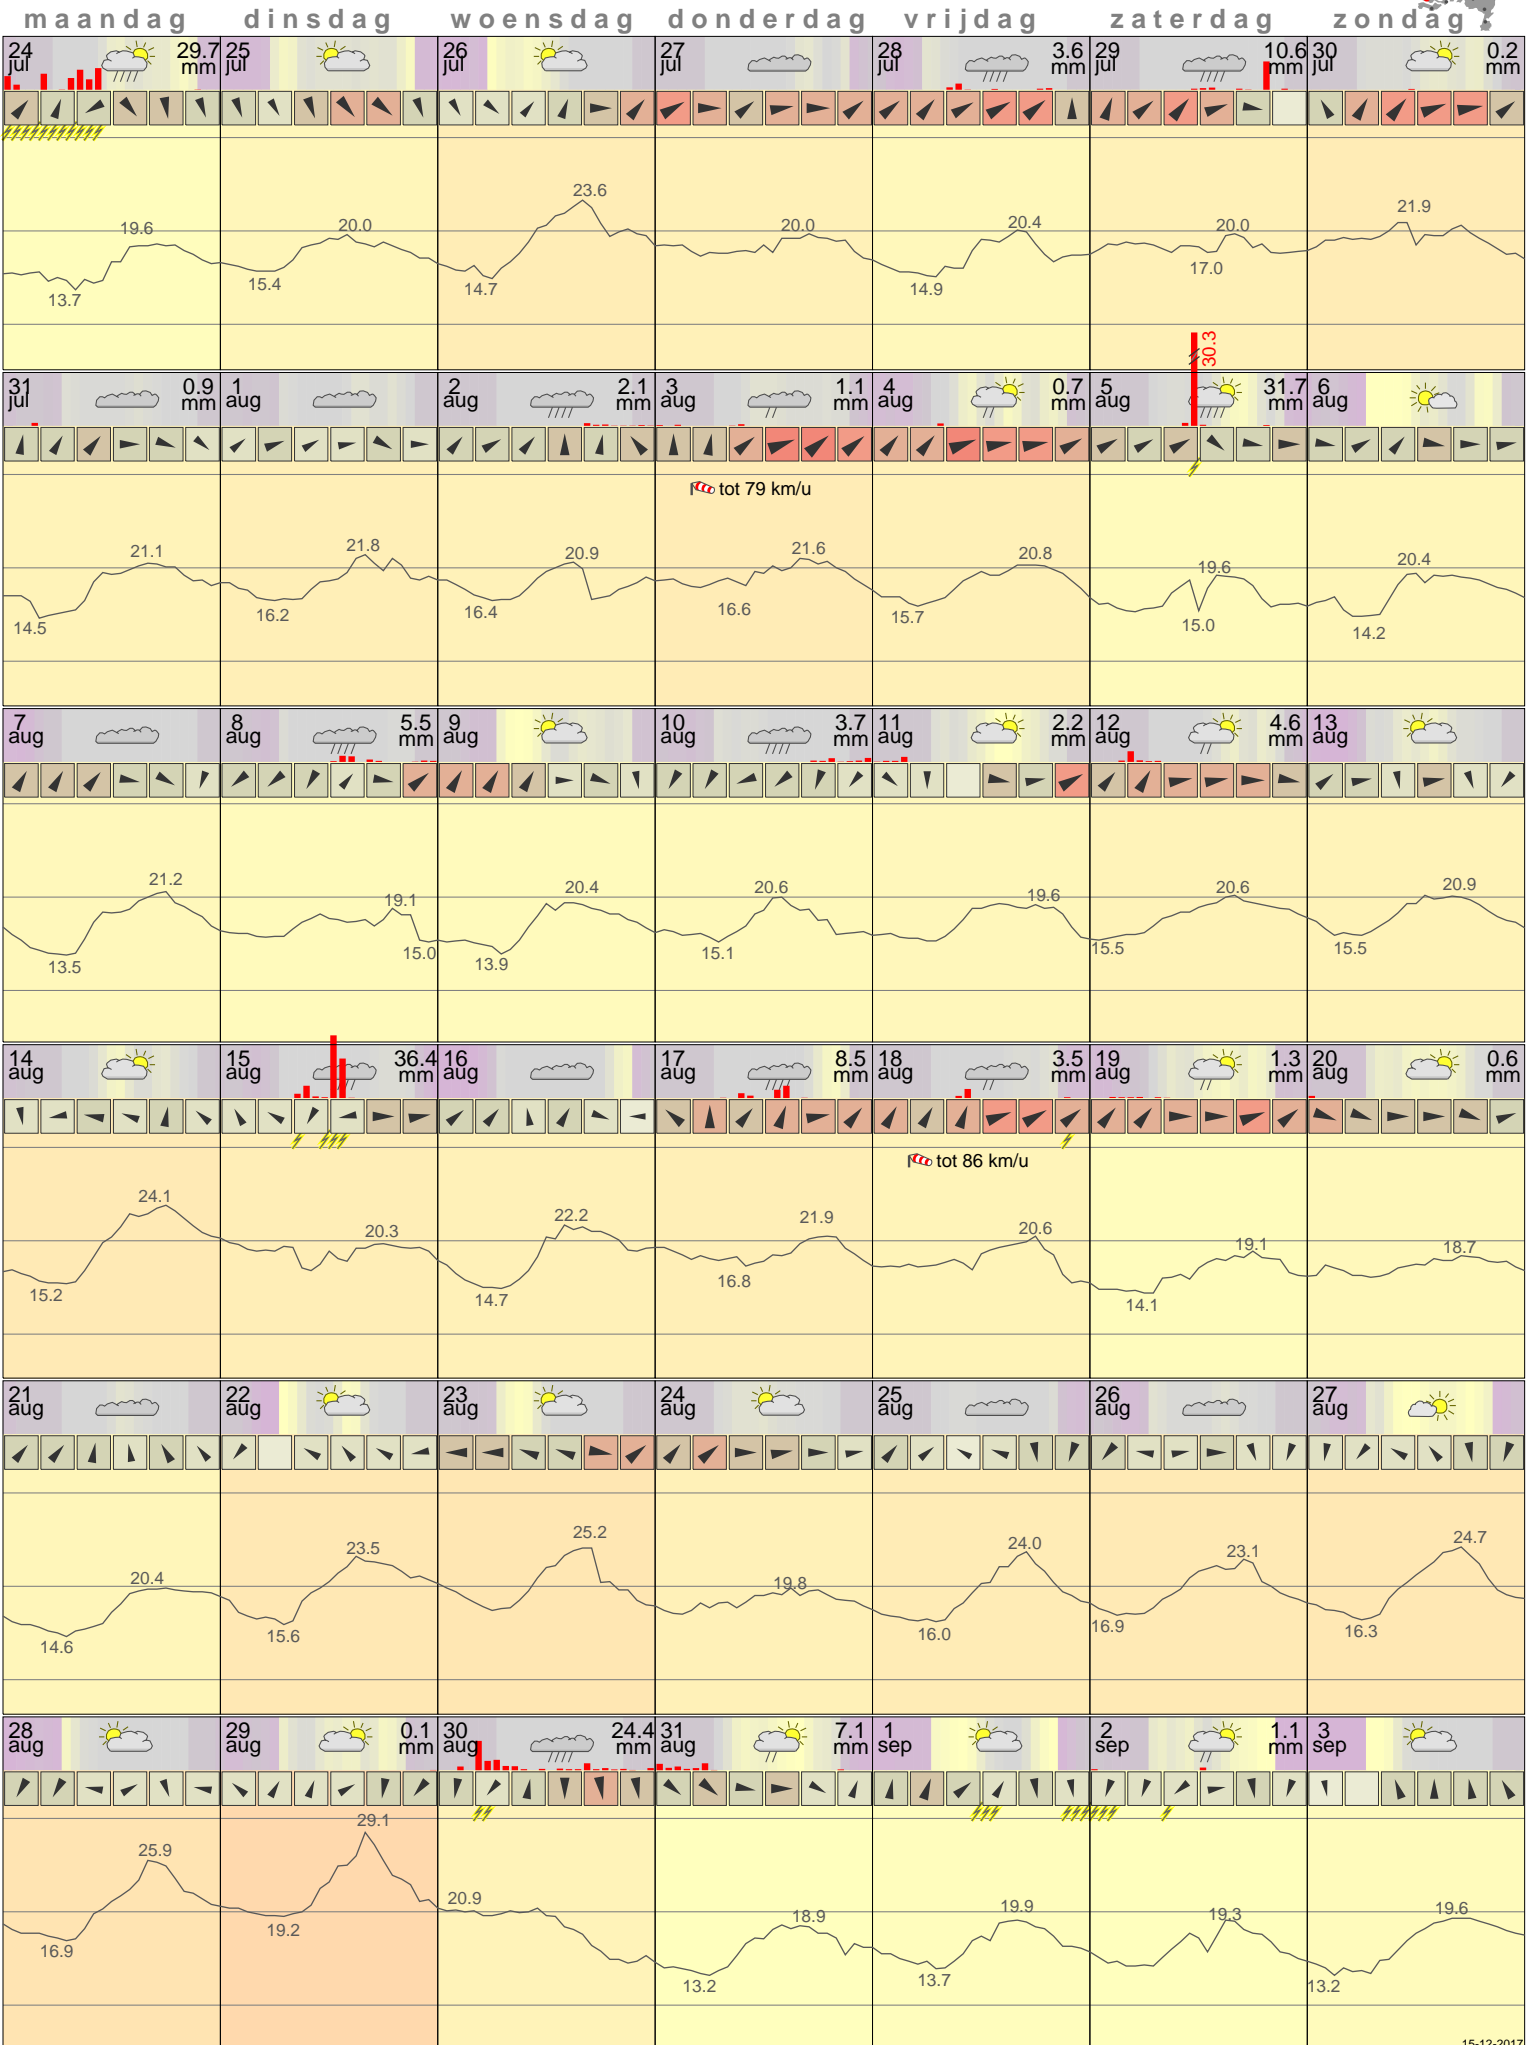 maandag dinsdag woensdag donderdag vrijdag zaterdag zondag
24 jul 29.7 mm 25 jul 26 jul 27 jul 28 jul 3.6 mm 29 jul 10.6 mm 30 jul 0.2 mm
23.6
21.9
19.6 20.0 20.0 20.4 20.0
17.0
13.7 15.4 14.7 14.9
30.3
31 jul 0.9 mm 1 aug 2 aug 2.1 mm 3 aug 1.1 mm 4 aug 0.7 mm 5 aug 31.7 mm 6 aug
tot 79 km/u
21.1 21.8 20.9 21.6 20.8 19.6 20.4
14.5 16.2 16.4 16.6 15.7 15.0 14.2
7 aug 8 aug 5.5 mm 9 aug 10 aug 3.7 mm 11 aug 2.2 mm 12 aug 4.6 mm 13 aug
21.2 19.1 20.4 20.6 19.6 20.6 20.9
13.5 15.0 13.9 15.1 15.5 15.5
14 aug 15 aug 36.4 mm 16 aug 17 aug 8.5 mm 18 aug 3.5 mm 19 aug 1.3 mm 20 aug 0.6 mm
tot 86 km/u
24.1 20.3 22.2 21.9 20.6 19.1 18.7
15.2 14.7 16.8 14.1
21 aug 22 aug 23 aug 24 aug 25 aug 26 aug 27 aug
20.4 23.5 25.2 19.8 24.0 23.1 24.7
14.6 15.6 16.0 16.9 16.3
28 aug 29 aug 0.1 mm 30 aug 24.4 mm 31 aug 7.1 mm 1 sep 2 sep 1.1 mm 3 sep
25.9 29.1 20.9 18.9 19.9 19.3 19.6
16.9 19.2 13.2 13.7 13.2
15-12-2017